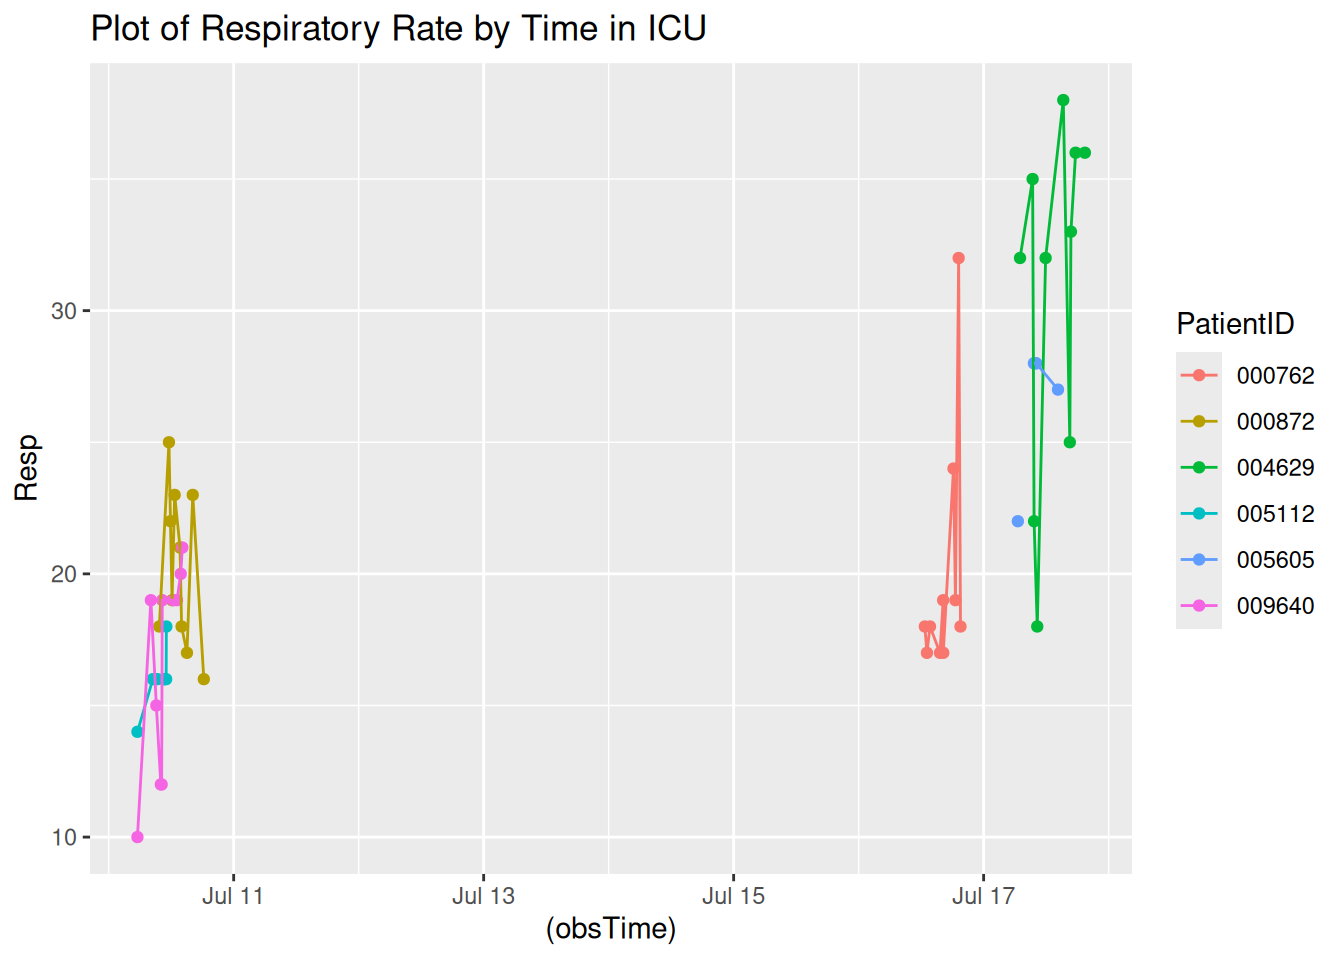 Plot of Respiratory Rate by Time in ICU
Resp
30
20
10
Jul 11
Jul 13
Jul 15
Jul 17
(obsTime)
PatientID
000762
000872
004629
005112
005605
009640